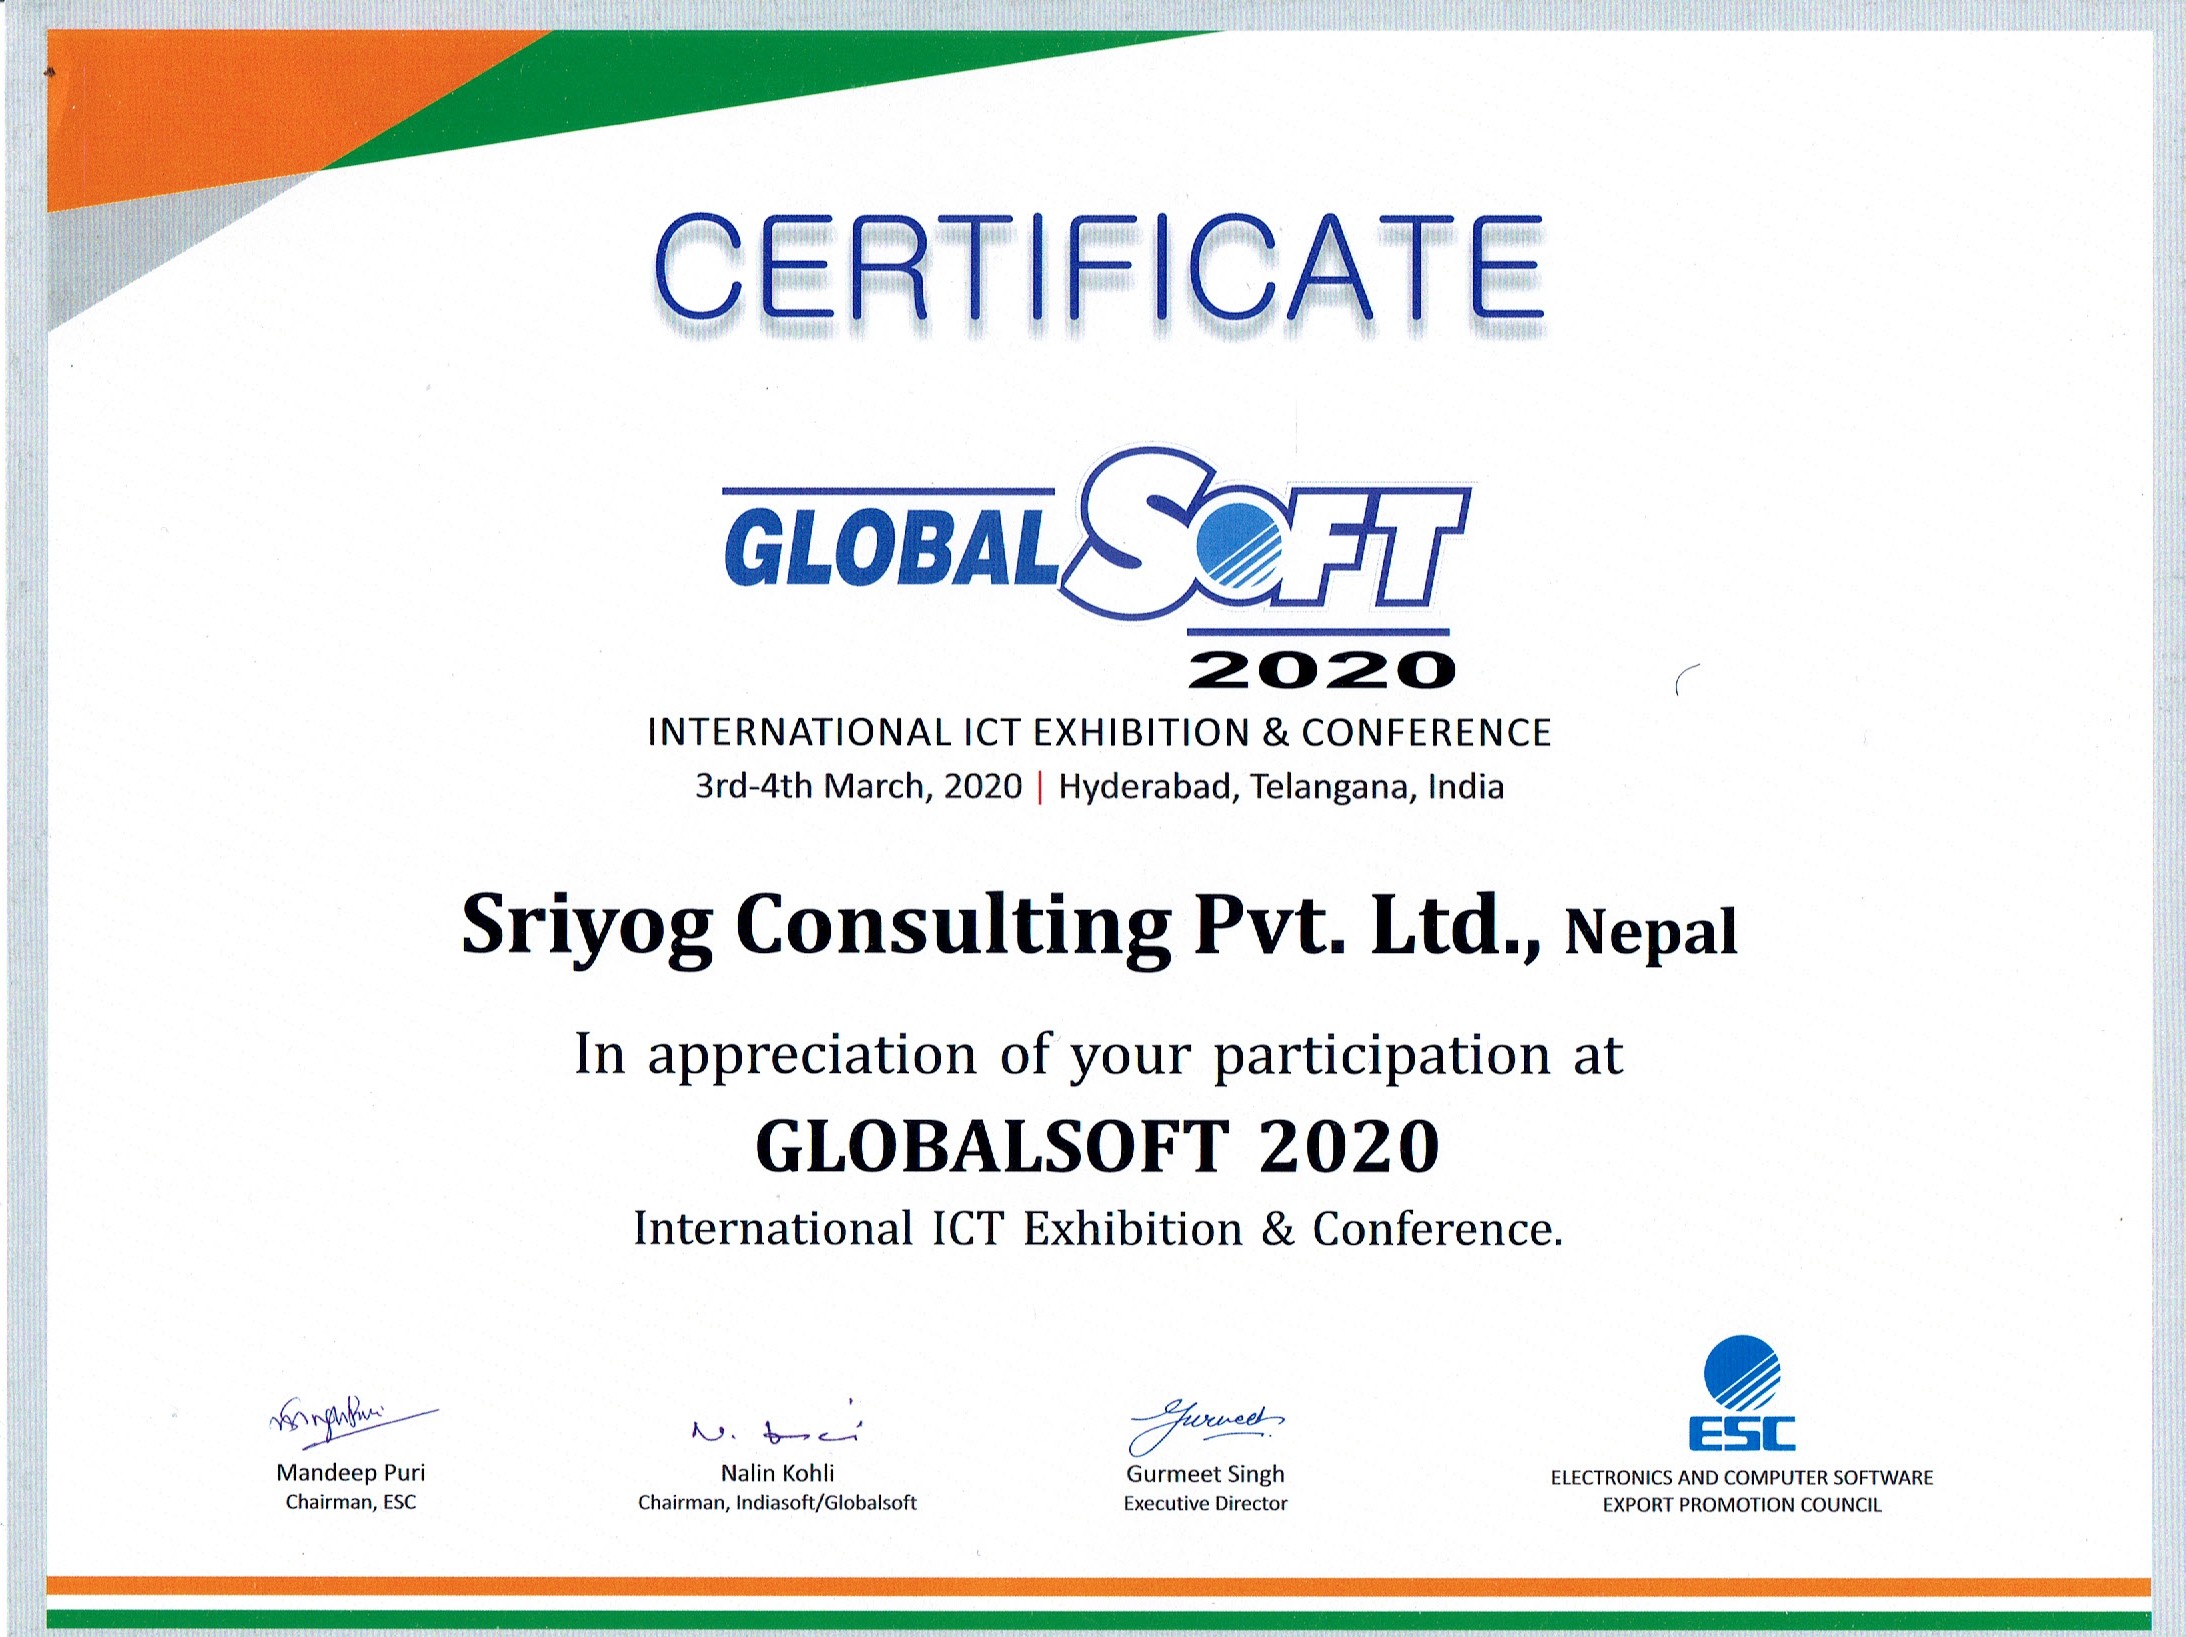 CERTIFICATE
GLOBALSOFT
2020
INTERNATIONAL ICT EXHIBITION & CONFERENCE
3rd-4th March, 2020 | Hyderabad, Telangana, India
Sriyog Consulting Pvt. Ltd., Nepal
In appreciation of your participation at
GLOBALSOFT 2020
International ICT Exhibition & Conference.
Mandeep Puri
Chairman, ESC
Nalin Kohli
Chairman, Indiasoft/Globalsoft
Gurmeet
Gurmeet Singh
Executive Director
ESC
ELECTRONICS AND COMPUTER SOFTWARE
EXPORT PROMOTION COUNCIL